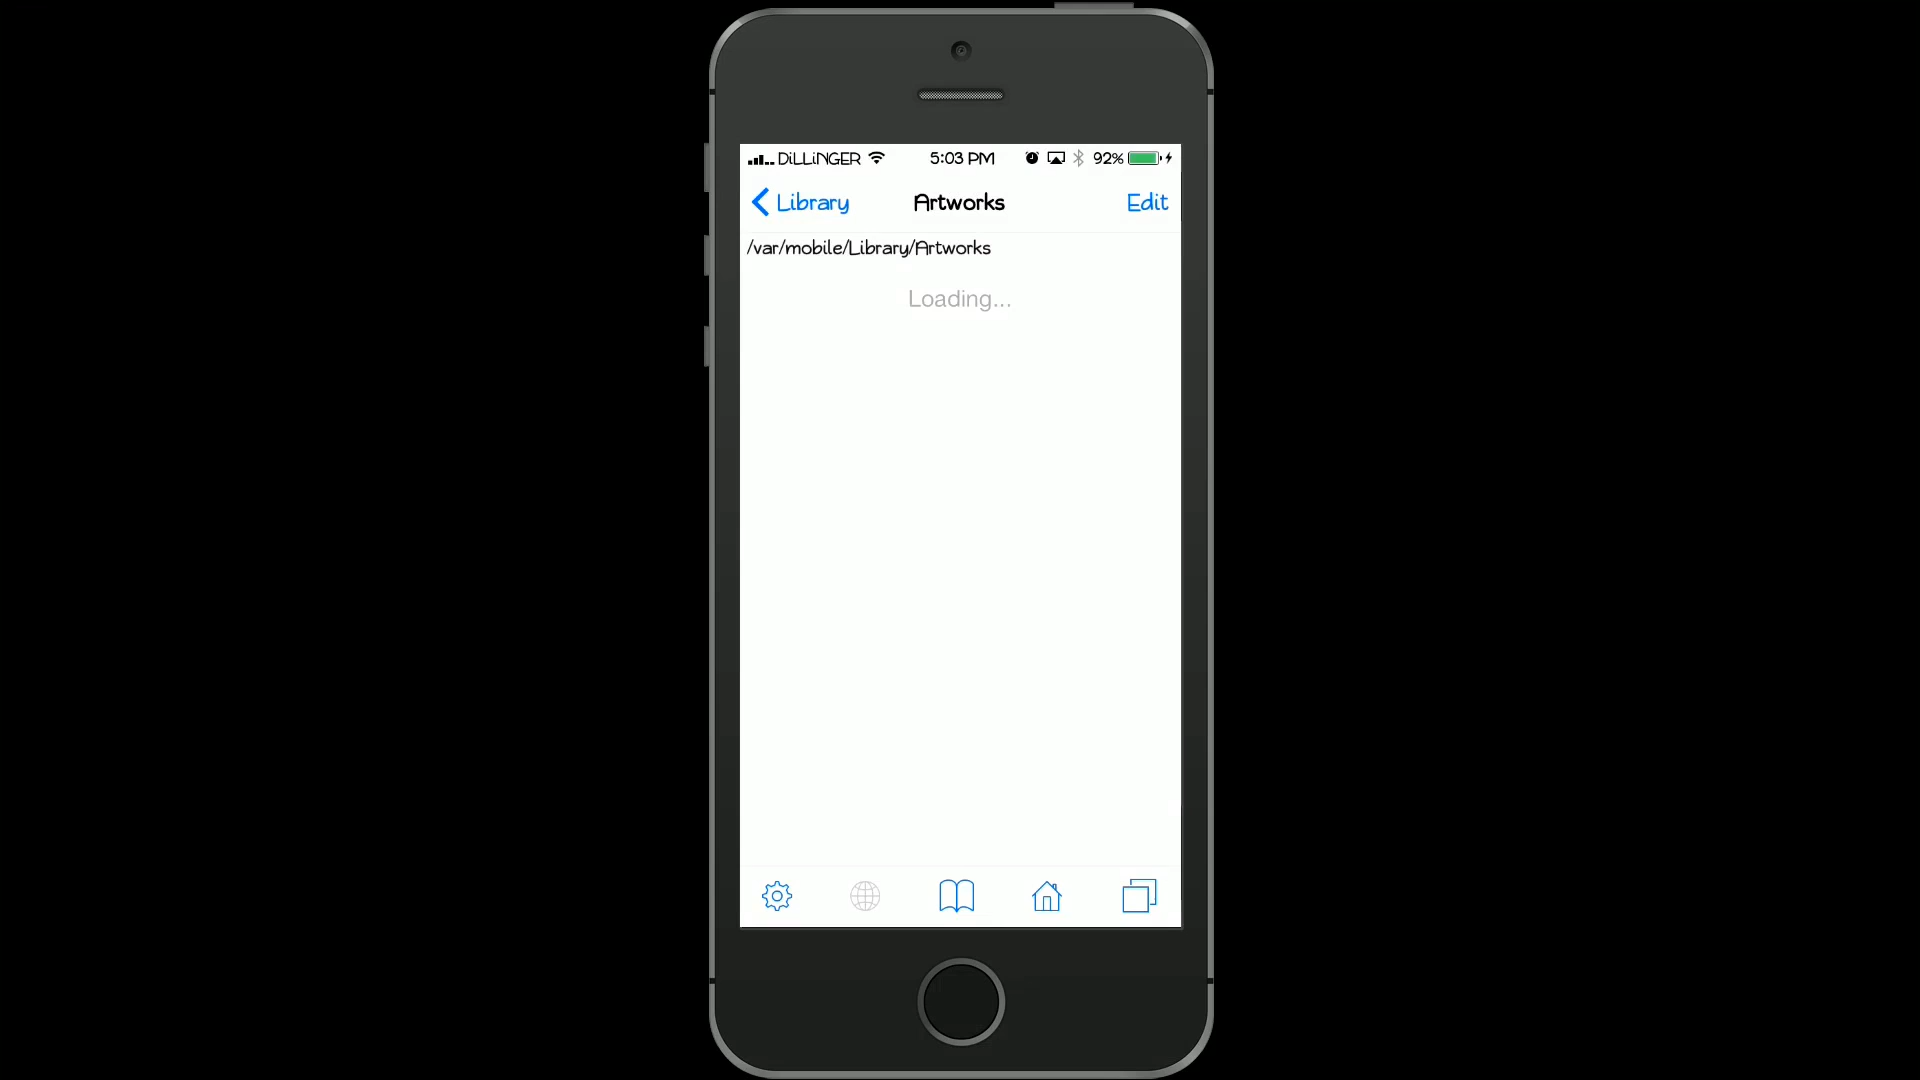 DiLLiNGER 5:03 PM 92%
Library Artworks Edit
/var/mobile/Library/Artworks
Loading...